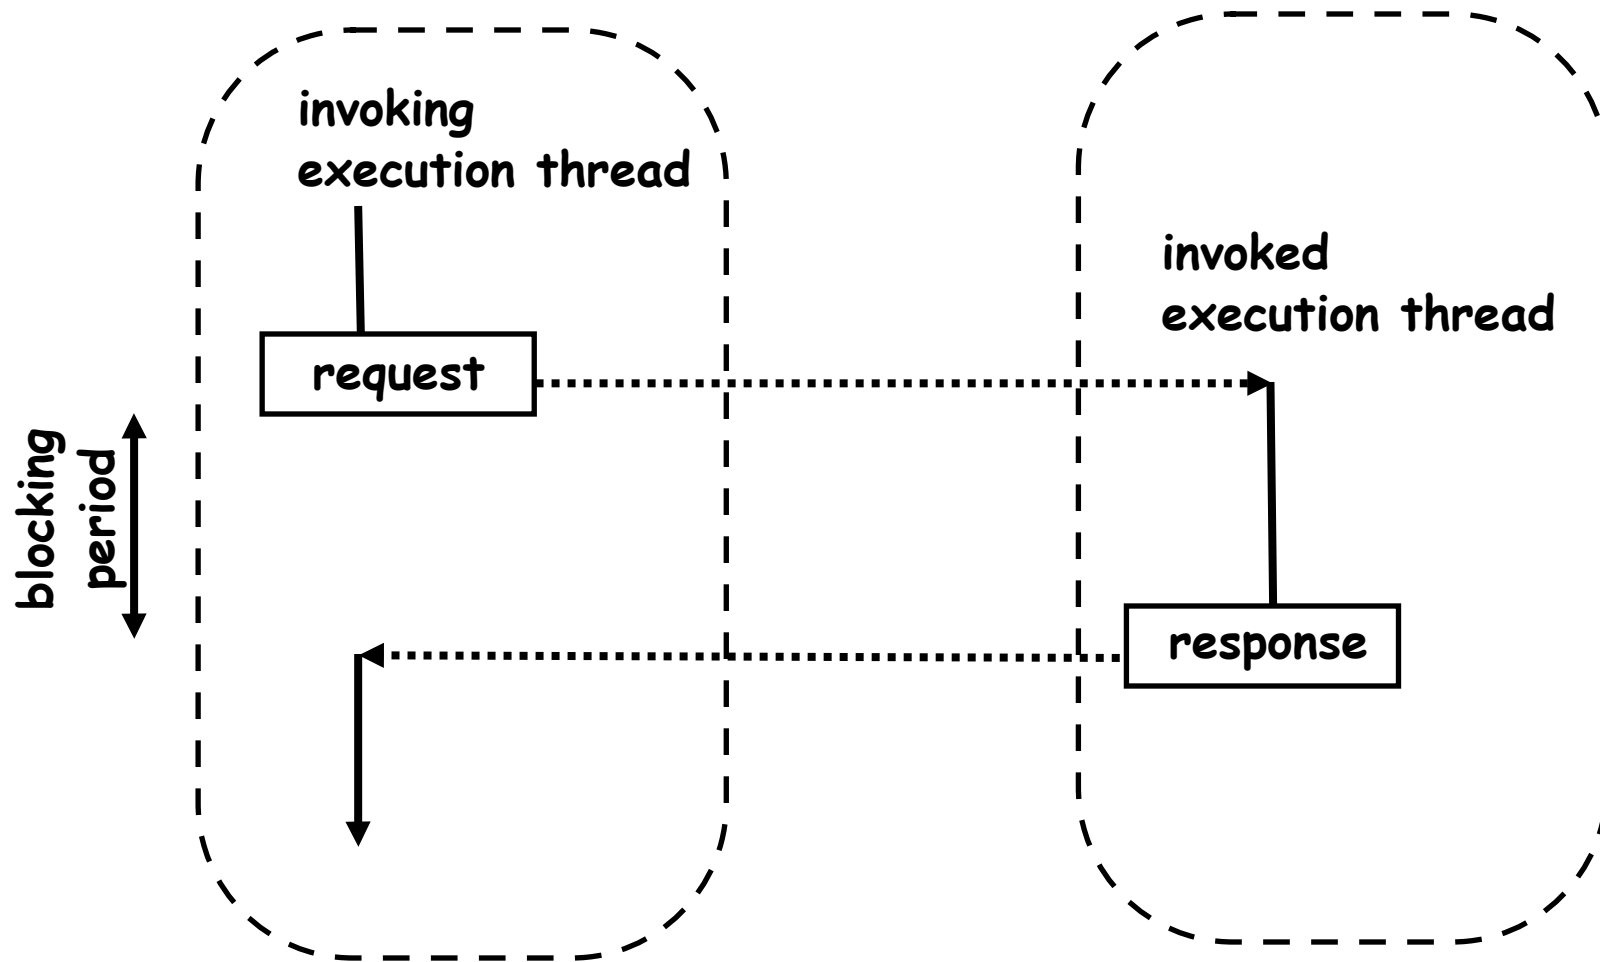 invoking
execution thread
invoked
execution thread
request
blocking
period
response